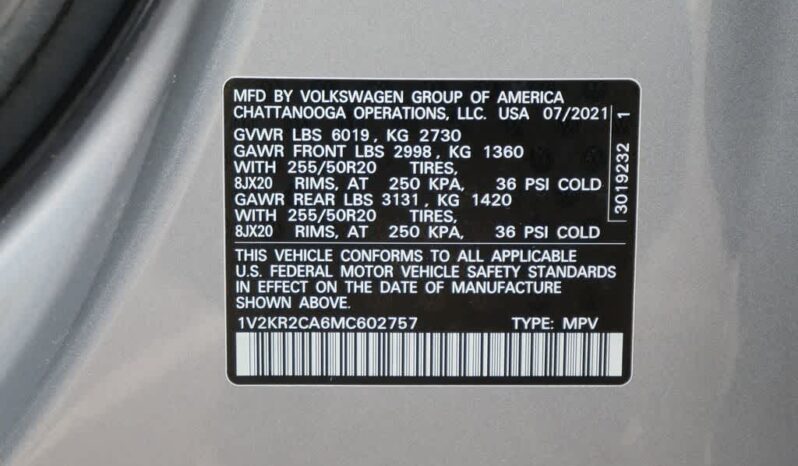 MFD BY VOLKSWAGEN GROUP OF AMERICA
CHATTANOOGA OPERATIONS, LLC. USA 07/2021
GVWR LBS 6019, KG 2730
GAWR FRONT LBS 2998, KG 1360
WITH 255/50R20 TIRES,
8JX20 RIMS, AT 250 KPA, 36 PSI COLD
GAWR REAR LBS 3131, KG 1420
WITH 255/50R20 TIRES,
8JX20 RIMS, AT 250 KPA, 36 PSI COLD
3019232 1
THIS VEHICLE CONFORMS TO ALL APPLICABLE
U.S. FEDERAL MOTOR VEHICLE SAFETY STANDARDS
IN EFFECT ON THE DATE OF MANUFACTURE
SHOWN ABOVE.
1V2KR2CA6MC602757 TYPE: MPV